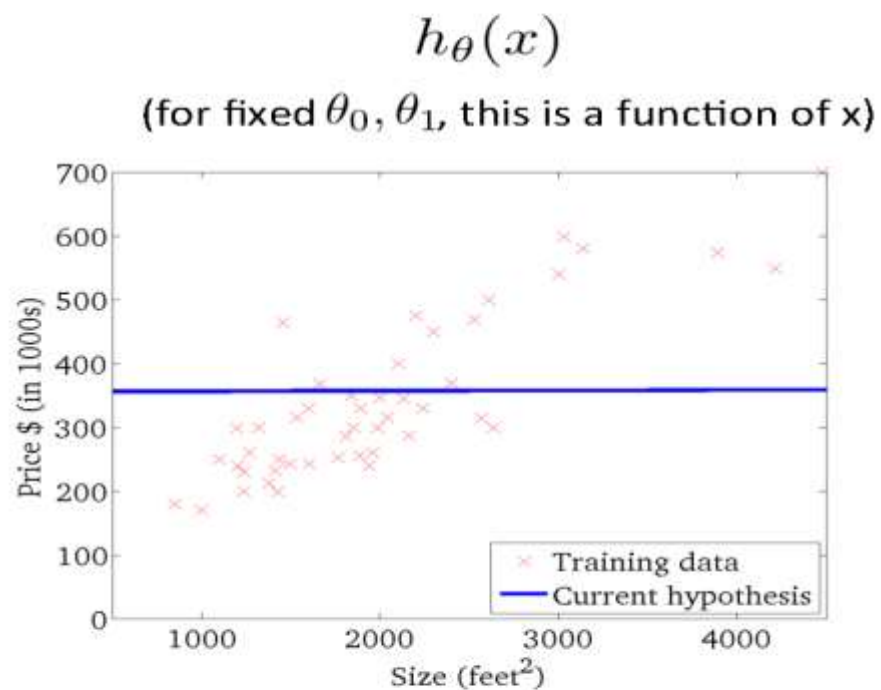 hθ(x)
(for fixed θ₀, θ₁, this is a function of x)
700
600
500
400
300
200
100
0
Price $ (in 1000s)
Training data
Current hypothesis
1000 2000 3000 4000
Size (feet²)